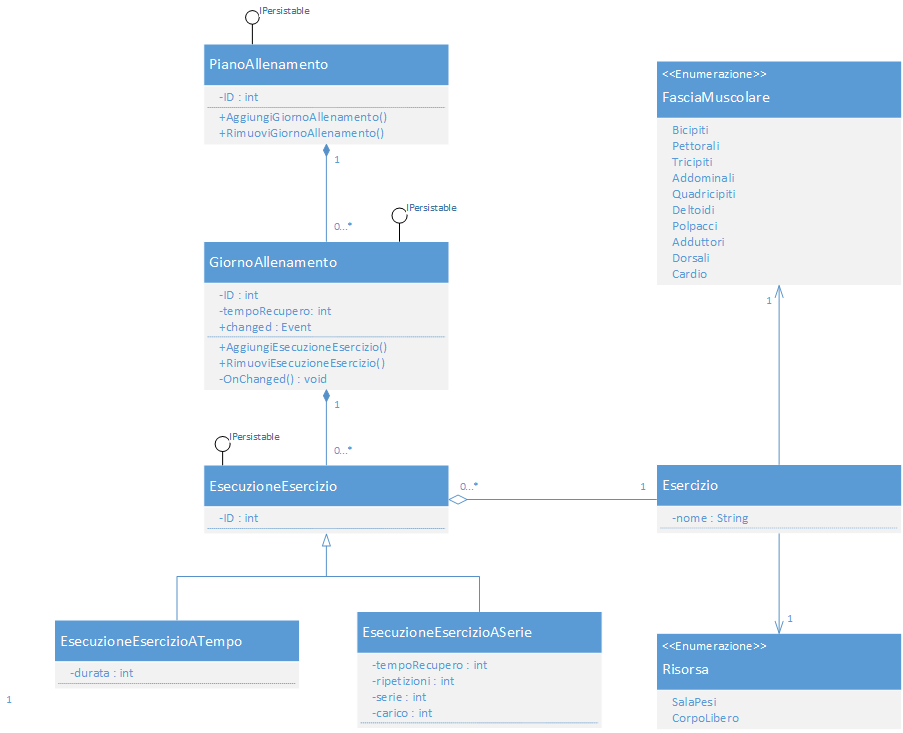 IPersistable
PianoAllenamento
-ID : int
+AggiungiGiornoAllenamento()
+RimuoviGiornoAllenamento()
1
0...*
IPersistable
GiornoAllenamento
-ID : int
-tempoRecupero: int
+changed : Event
+AggiungiEsecuzioneEsercizio()
+RimuoviEsecuzioneEsercizio()
-OnChanged() : void
1
0...*
IPersistable
EsecuzioneEsercizio
-ID : int
0...*
1
EsecuzioneEsercizioATempo
-durata : int
1
EsecuzioneEsercizioASerie
-tempoRecupero : int
-ripetizioni : int
-serie : int
-carico : int
<<Enumerazione>>
FasciaMuscolare
Bicipiti
Pettorali
Tricipiti
Addominali
Quadricipiti
Deltoidi
Polpacci
Adduttori
Dorsali
Cardio
1
Esercizio
-nome : String
1
<<Enumerazione>>
Risorsa
SalaPesi
CorpoLibero